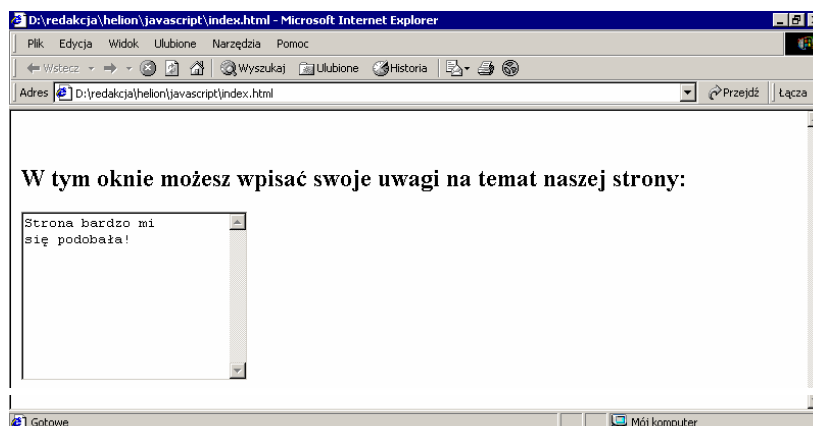 D:\redakcja\helion\javascript\index.html - Microsoft Internet Explorer
Plik Edycja Widok Ulubione Narzędzia Pomoc
Wstecz Wyszukaj Ulubione Historia
Adres D:\redakcja\helion\javascript\index.html Przejdź Łącza
W tym oknie możesz wpisać swoje uwagi na temat naszej strony:
Strona bardzo mi
się podobała!
Gotowe Mój komputer